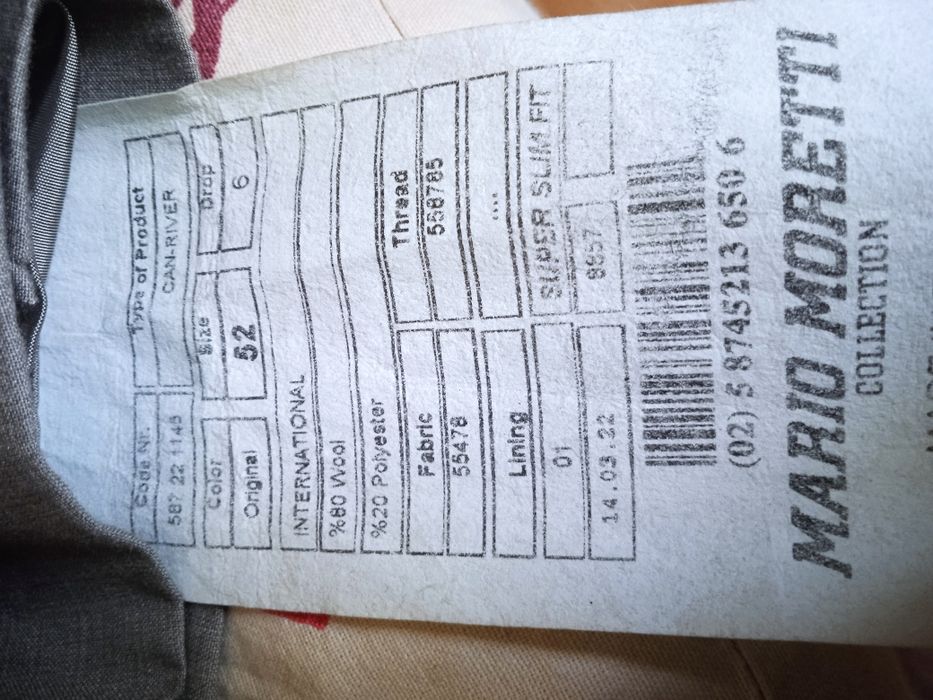 Code Nr. Type of Product
587 22 1145 CAN-RIVER
Color Size Drop
Original 52 6
INTERNATIONAL
%80 Wool
%20 Polyester
Fabric Thread
55478 558785
Lining ....
01 SUPER SLIM FIT
14.03.22 8857
(02) 5 8745213 650 6
MARIO MORETTI
COLLECTION